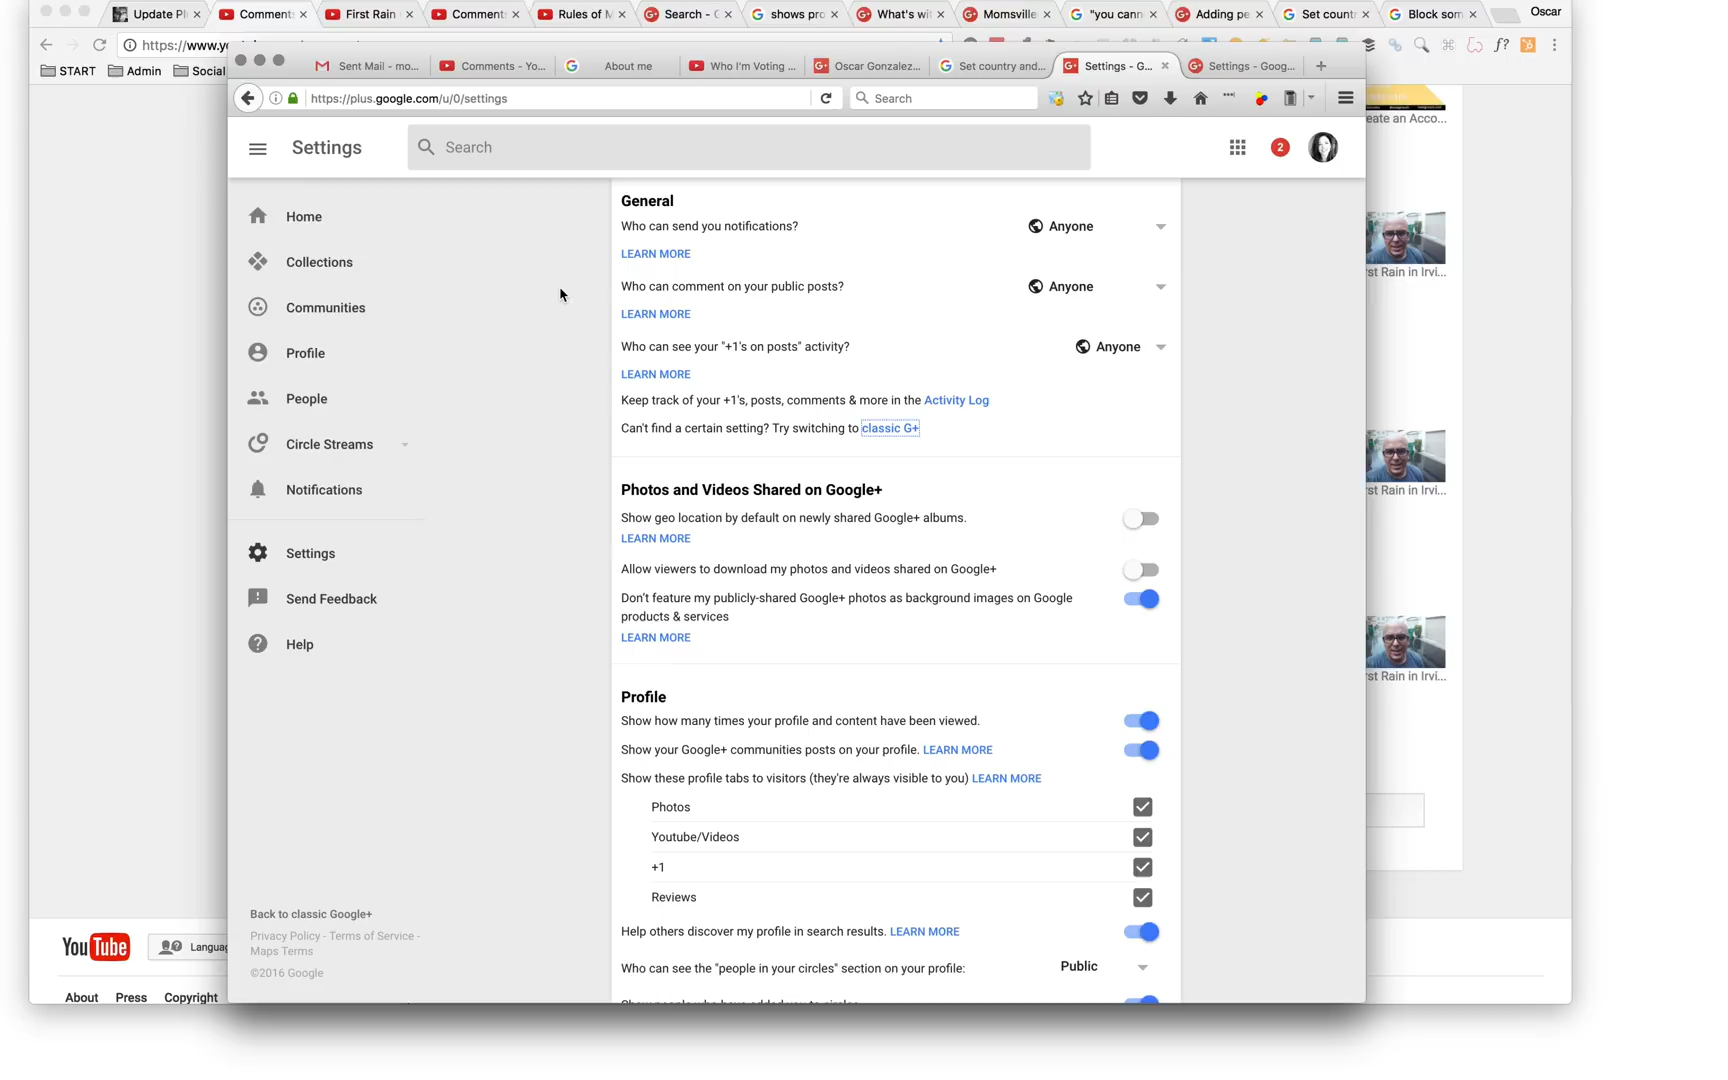 Update Pl
Comments
First Rain
Comment
Rules of M
Search - G
shows pro
What's wi
Momsville
"you cann
Adding pe
Set count
Block som
Oscar
https://www.yo
START
Admin
Social
Sent Mail - mo...
Comments - Yo...
About me
Who I'm Voting ...
Oscar Gonzalez...
Set country and...
Settings - G...
Settings - Goog...
https://plus.google.com/u/0/settings
Search
Settings
Search
2
Home
Collections
Communities
Profile
People
Circle Streams
Notifications
Settings
Send Feedback
Help
Back to classic Google+
Privacy Policy - Terms of Service -
Maps Terms
©2016 Google
General
Who can send you notifications?
Anyone
LEARN MORE
Who can comment on your public posts?
Anyone
LEARN MORE
Who can see your "+1's on posts" activity?
Anyone
LEARN MORE
Keep track of your +1's, posts, comments & more in the Activity Log
Can't find a certain setting? Try switching to classic G+
Photos and Videos Shared on Google+
Show geo location by default on newly shared Google+ albums.
LEARN MORE
Allow viewers to download my photos and videos shared on Google+
Don't feature my publicly-shared Google+ photos as background images on Google
products & services
LEARN MORE
Profile
Show how many times your profile and content have been viewed.
Show your Google+ communities posts on your profile. LEARN MORE
Show these profile tabs to visitors (they're always visible to you) LEARN MORE
Photos
Youtube/Videos
+1
Reviews
Help others discover my profile in search results. LEARN MORE
Who can see the "people in your circles" section on your profile:
Public
eate an Acco...
rst Rain in Irvi...
rst Rain in Irvi...
rst Rain in Irvi...
YouTube
Languag
About
Press
Copyright